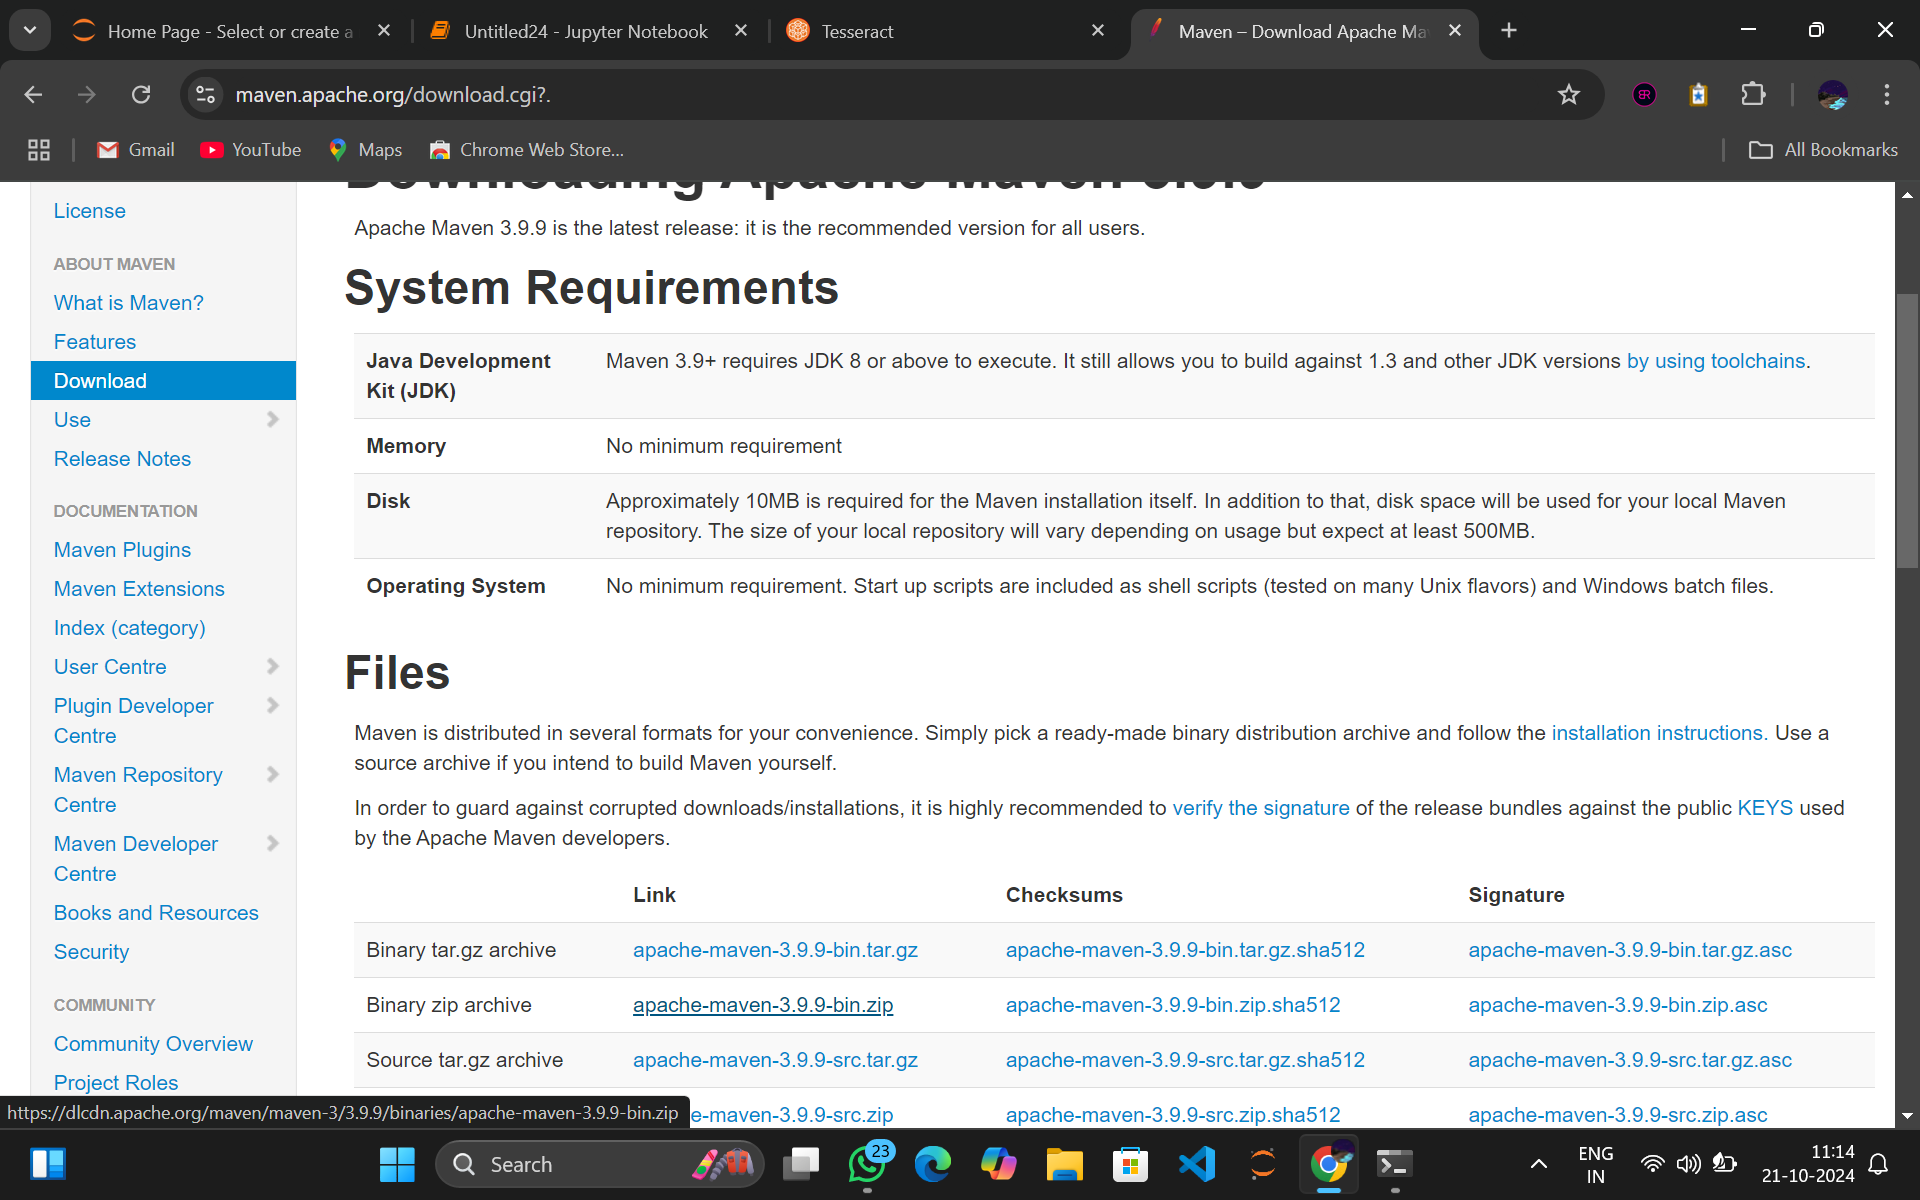 Home Page - Select or create a
Untitled24 - Jupyter Notebook
Tesseract
Maven – Download Apache Ma
maven.apache.org/download.cgi?.
Gmail
YouTube
Maps
Chrome Web Store...
All Bookmarks
License
ABOUT MAVEN
What is Maven?
Features
Download
Use
Release Notes
DOCUMENTATION
Maven Plugins
Maven Extensions
Index (category)
User Centre
Plugin Developer
Centre
Maven Repository
Centre
Maven Developer
Centre
Books and Resources
Security
COMMUNITY
Community Overview
Project Roles
https://dlcdn.apache.org/maven/maven-3/3.9.9/binaries/apache-maven-3.9.9-bin.zip
Downloading Apache Maven 3.9.9
Apache Maven 3.9.9 is the latest release: it is the recommended version for all users.
System Requirements
Java Development Maven 3.9+ requires JDK 8 or above to execute. It still allows you to build against 1.3 and other JDK versions by using toolchains.
Kit (JDK)
Memory No minimum requirement
Disk Approximately 10MB is required for the Maven installation itself. In addition to that, disk space will be used for your local Maven
repository. The size of your local repository will vary depending on usage but expect at least 500MB.
Operating System No minimum requirement. Start up scripts are included as shell scripts (tested on many Unix flavors) and Windows batch files.
Files
Maven is distributed in several formats for your convenience. Simply pick a ready-made binary distribution archive and follow the installation instructions. Use a
source archive if you intend to build Maven yourself.
In order to guard against corrupted downloads/installations, it is highly recommended to verify the signature of the release bundles against the public KEYS used
by the Apache Maven developers.
Link Checksums Signature
Binary tar.gz archive apache-maven-3.9.9-bin.tar.gz apache-maven-3.9.9-bin.tar.gz.sha512 apache-maven-3.9.9-bin.tar.gz.asc
Binary zip archive apache-maven-3.9.9-bin.zip apache-maven-3.9.9-bin.zip.sha512 apache-maven-3.9.9-bin.zip.asc
Source tar.gz archive apache-maven-3.9.9-src.tar.gz apache-maven-3.9.9-src.tar.gz.sha512 apache-maven-3.9.9-src.tar.gz.asc
e-maven-3.9.9-src.zip apache-maven-3.9.9-src.zip.sha512 apache-maven-3.9.9-src.zip.asc
Search
23
ENG
IN
11:14
21-10-2024